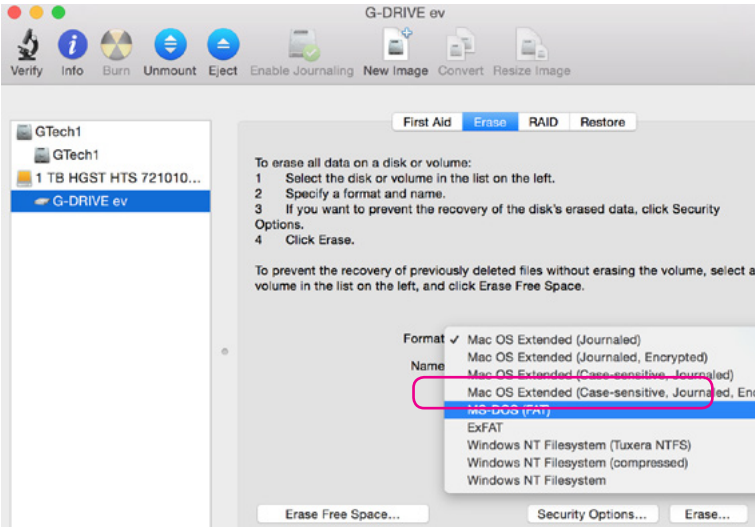 G-DRIVE ev
Verify Info Burn Unmount Eject Enable Journaling New Image Convert Resize Image
First Aid Erase RAID Restore
GTech1
GTech1
1 TB HGST HTS 721010...
G-DRIVE ev
To erase all data on a disk or volume:
1 Select the disk or volume in the list on the left.
2 Specify a format and name.
3 If you want to prevent the recovery of the disk's erased data, click Security
Options.
4 Click Erase.
To prevent the recovery of previously deleted files without erasing the volume, select a
volume in the list on the left, and click Erase Free Space.
Format ✓ Mac OS Extended (Journaled)
Mac OS Extended (Journaled, Encrypted)
Name
Mac OS Extended (Case-sensitive, Journaled)
Mac OS Extended (Case-sensitive, Journaled, Enc
MS-DOS (FAT)
ExFAT
Windows NT Filesystem (Tuxera NTFS)
Windows NT Filesystem (compressed)
Windows NT Filesystem
Erase Free Space... Security Options... Erase...